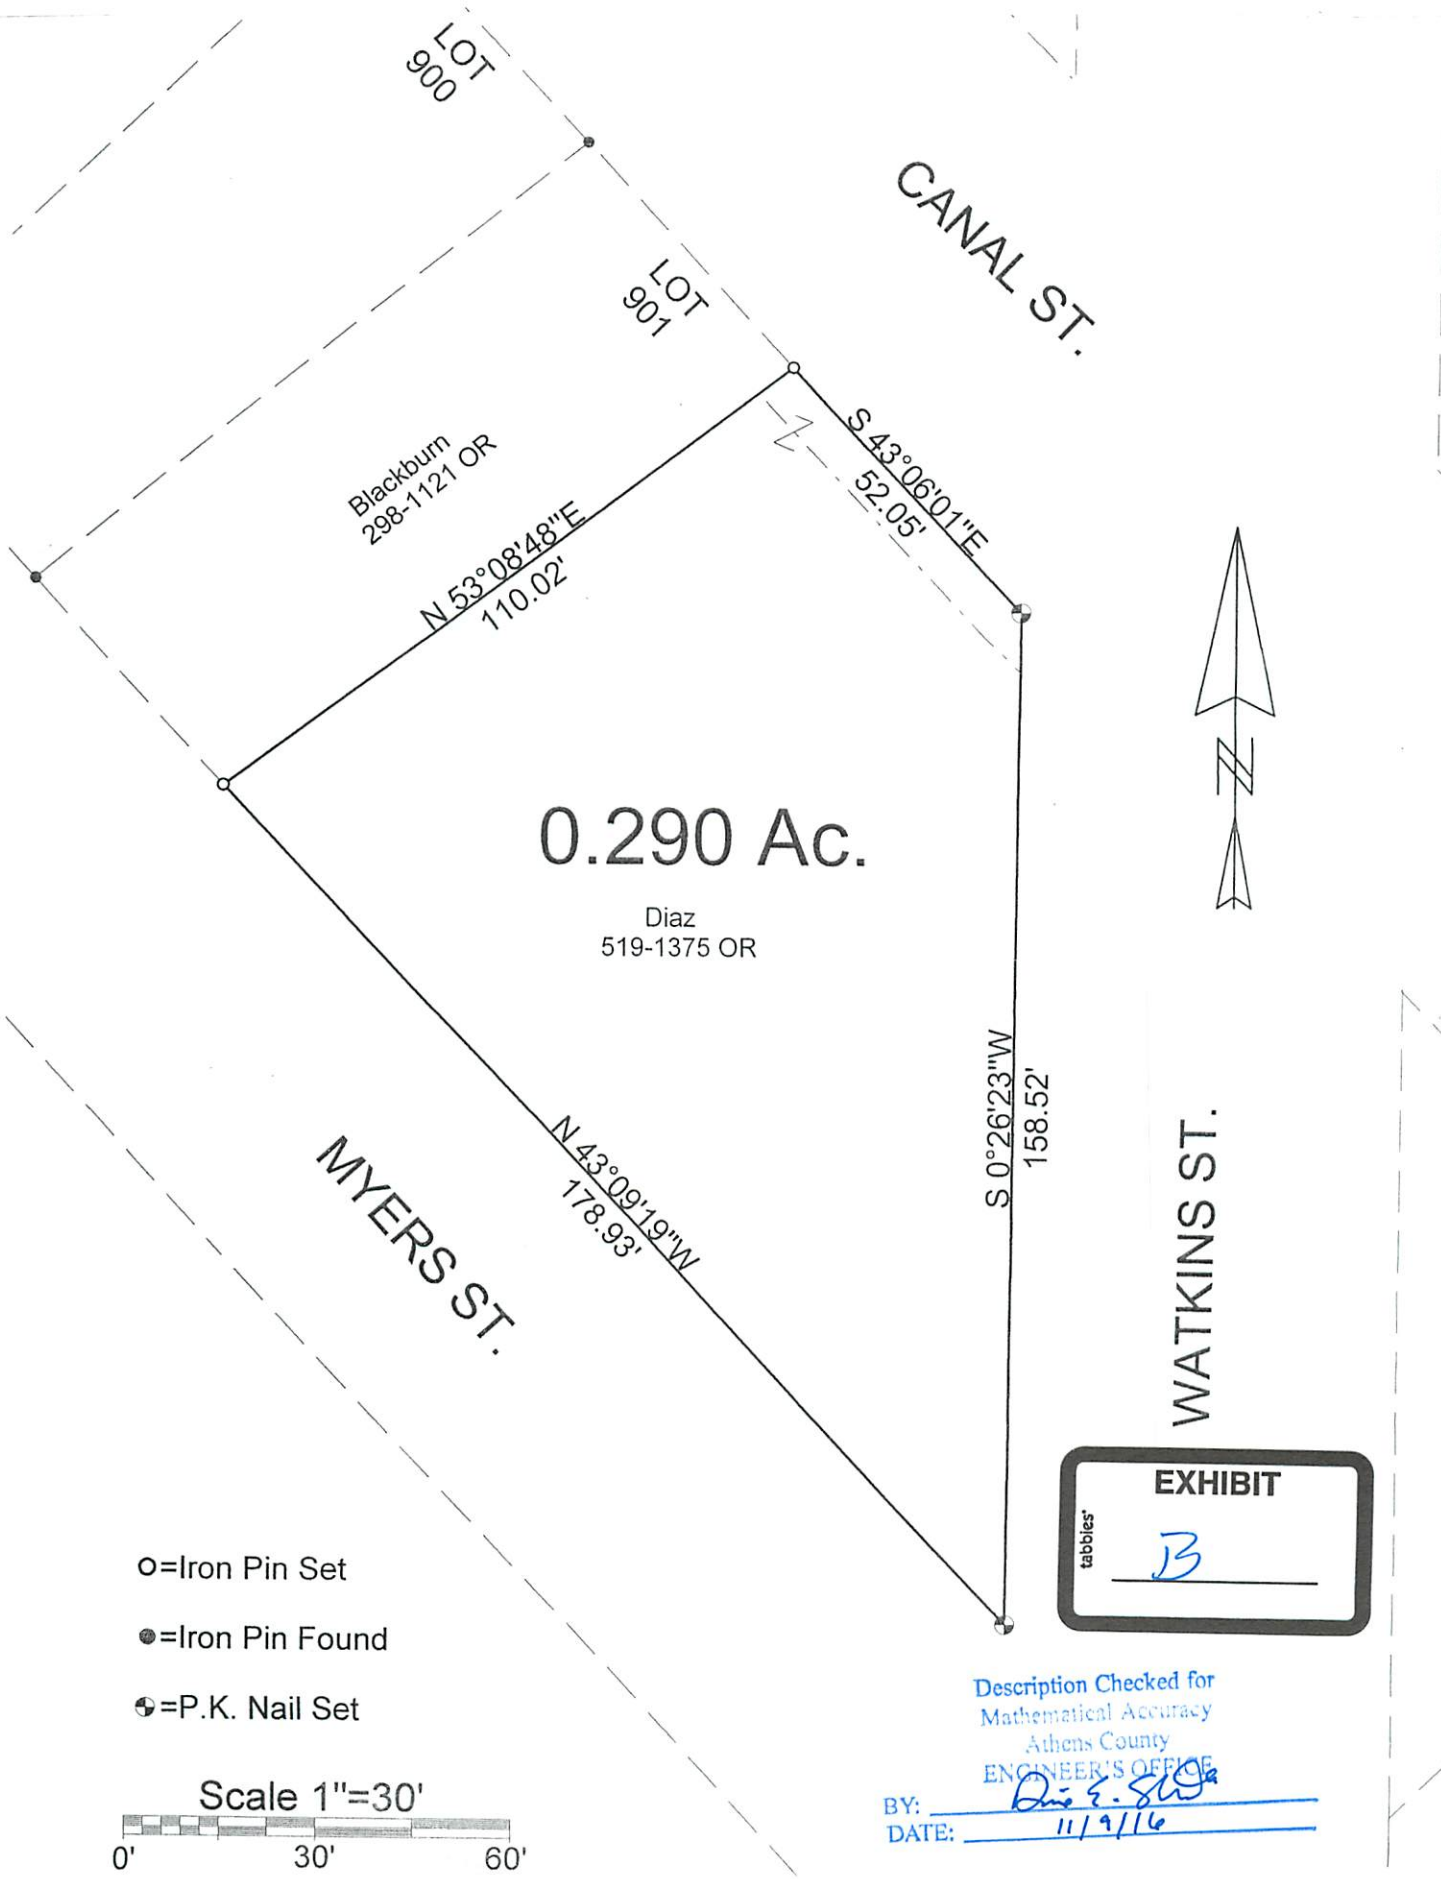 LOT
900
CANAL ST.
LOT
901
S 43°06'01"E
52.05'
Blackburn
298-1121 OR
N 53°08'48"E
110.02'
N
0.290 Ac.
Diaz
519-1375 OR
S 0°26'23"W
158.52'
WATKINS ST.
N 43°09'19"W
178.93'
MYERS ST.
EXHIBIT
tabbies'
B
=Iron Pin Set
=Iron Pin Found
=P.K. Nail Set
Scale 1"=30'
0' 30' 60'
Description Checked for
Mathematical Accuracy
Athens County
ENGINEER'S OFFICE
BY:
DATE: 11/9/16